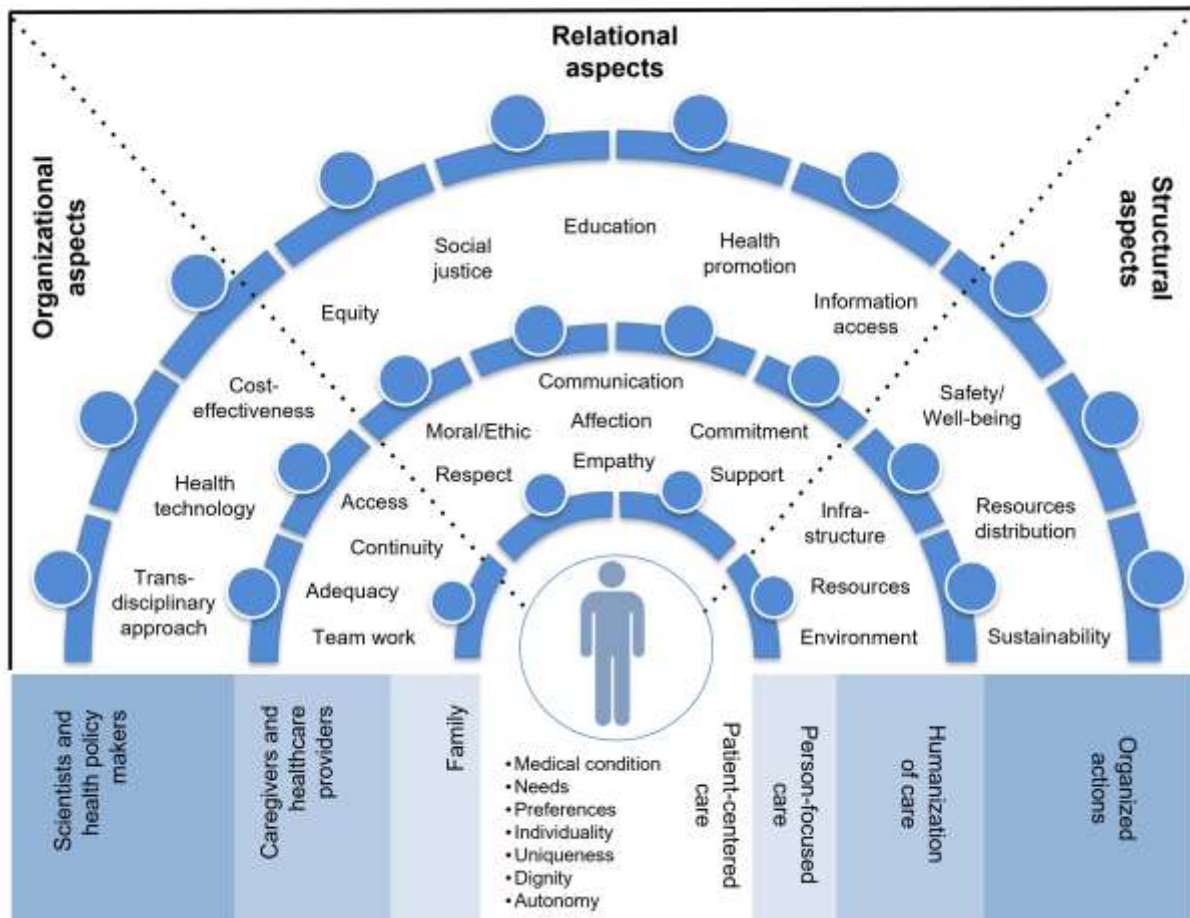 Relational
aspects
Organizational
aspects
Structural
aspects
Education
Social
justice
Health
promotion
Equity
Information
access
Cost-
effectiveness
Communication
Safety/
Well-being
Moral/Ethic
Affection
Commitment
Health
technology
Respect
Empathy
Support
Access
Infra-
structure
Resources
distribution
Continuity
Trans-
disciplinary
approach
Adequacy
Resources
Team work
Environment
Sustainability
Scientists and
health policy
makers
Caregivers and
healthcare
providers
Family
•Medical condition
•Needs
•Preferences
•Individuality
•Uniqueness
•Dignity
•Autonomy
Patient-centered
care
Person-focused
care
Humanization
of care
Organized
actions